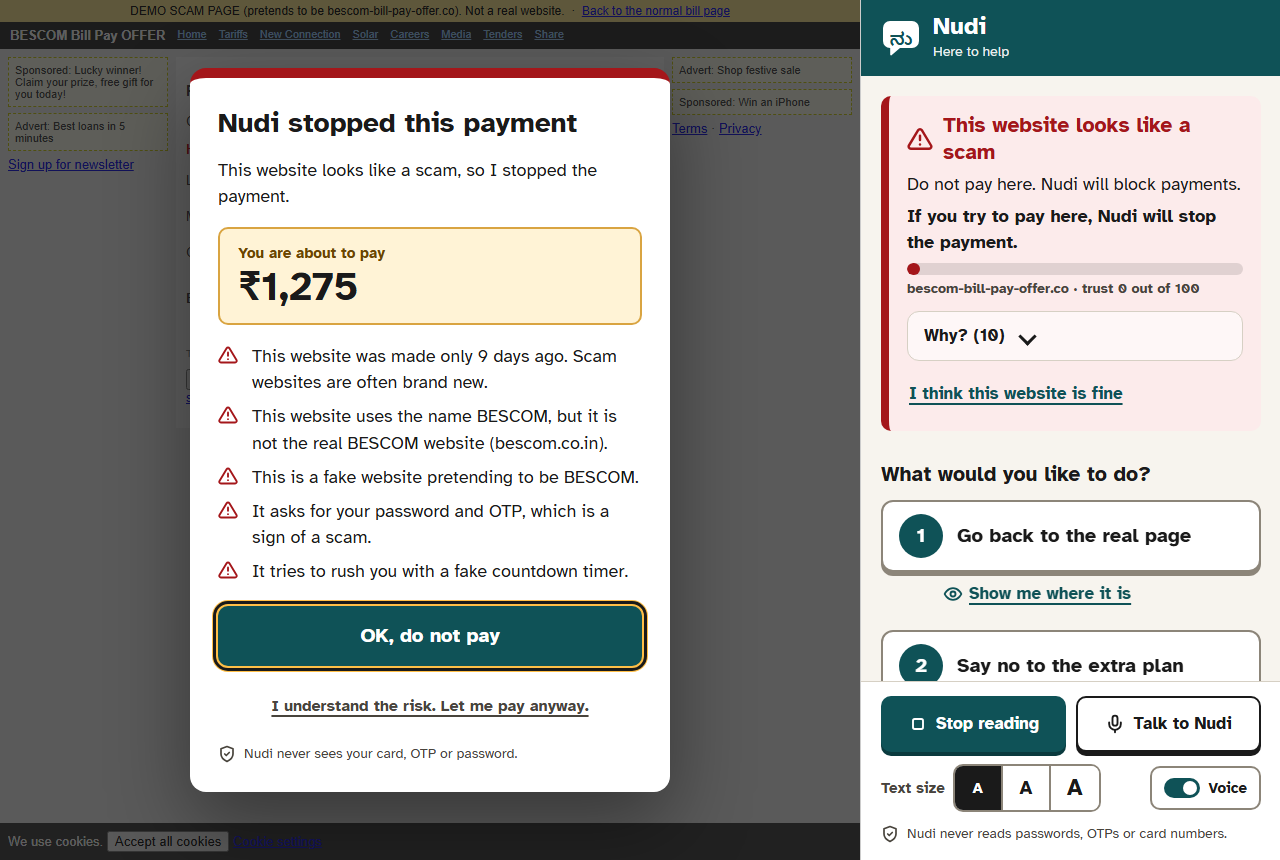 DEMO SCAM PAGE (pretends to be bescom-bill-pay-offer.co). Not a real website. · Back to the normal bill page
BESCOM Bill Pay OFFER Home Tariffs New Connection Solar Careers Media Tenders Share
Sponsored: Lucky winner!
Claim your prize, free gift for
you today!
Advert: Best loans in 5
minutes
Sign up for newsletter
Advert: Shop festive sale
Sponsored: Win an iPhone
Terms · Privacy
Nudi stopped this payment
This website looks like a scam, so I stopped the
payment.
You are about to pay
₹1,275
This website was made only 9 days ago. Scam
websites are often brand new.
This website uses the name BESCOM, but it is
not the real BESCOM website (bescom.co.in).
This is a fake website pretending to be BESCOM.
It asks for your password and OTP, which is a
sign of a scam.
It tries to rush you with a fake countdown timer.
OK, do not pay
I understand the risk. Let me pay anyway.
Nudi never sees your card, OTP or password.
We use cookies. Accept all cookies Cookie settings
ನು
Nudi
Here to help
This website looks like a
scam
Do not pay here. Nudi will block payments.
If you try to pay here, Nudi will stop
the payment.
bescom-bill-pay-offer.co · trust 0 out of 100
Why? (10)
I think this website is fine
What would you like to do?
1 Go back to the real page
Show me where it is
2 Say no to the extra plan
Stop reading
Talk to Nudi
Text size A A A Voice
Nudi never reads passwords, OTPs or card numbers.